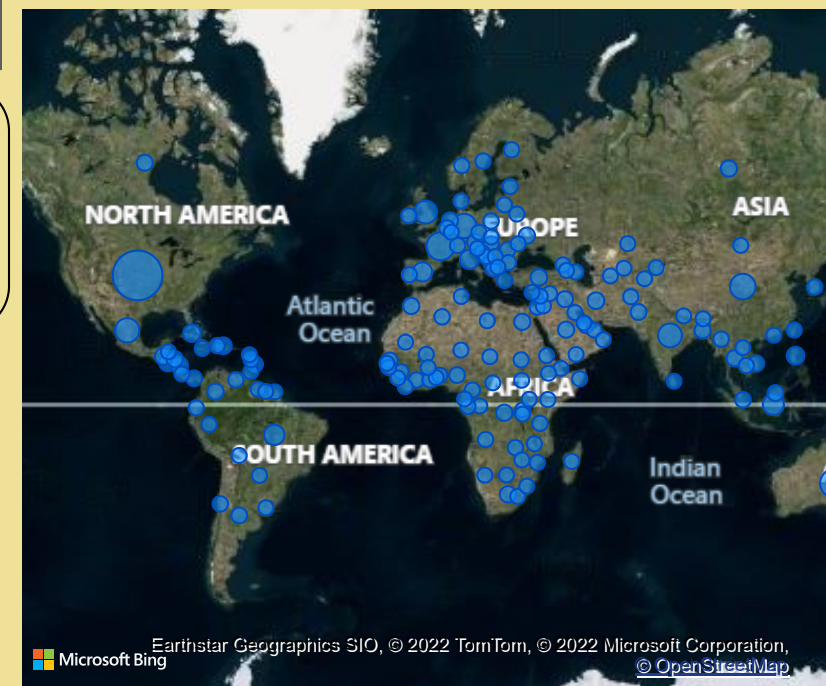 NORTH AMERICA
EUROPE
ASIA
Atlantic
Ocean
AFRICA
SOUTH AMERICA
Indian
Ocean
Earthstar Geographics SIO, © 2022 TomTom, © 2022 Microsoft Corporation,
Microsoft Bing
© OpenStreetMap